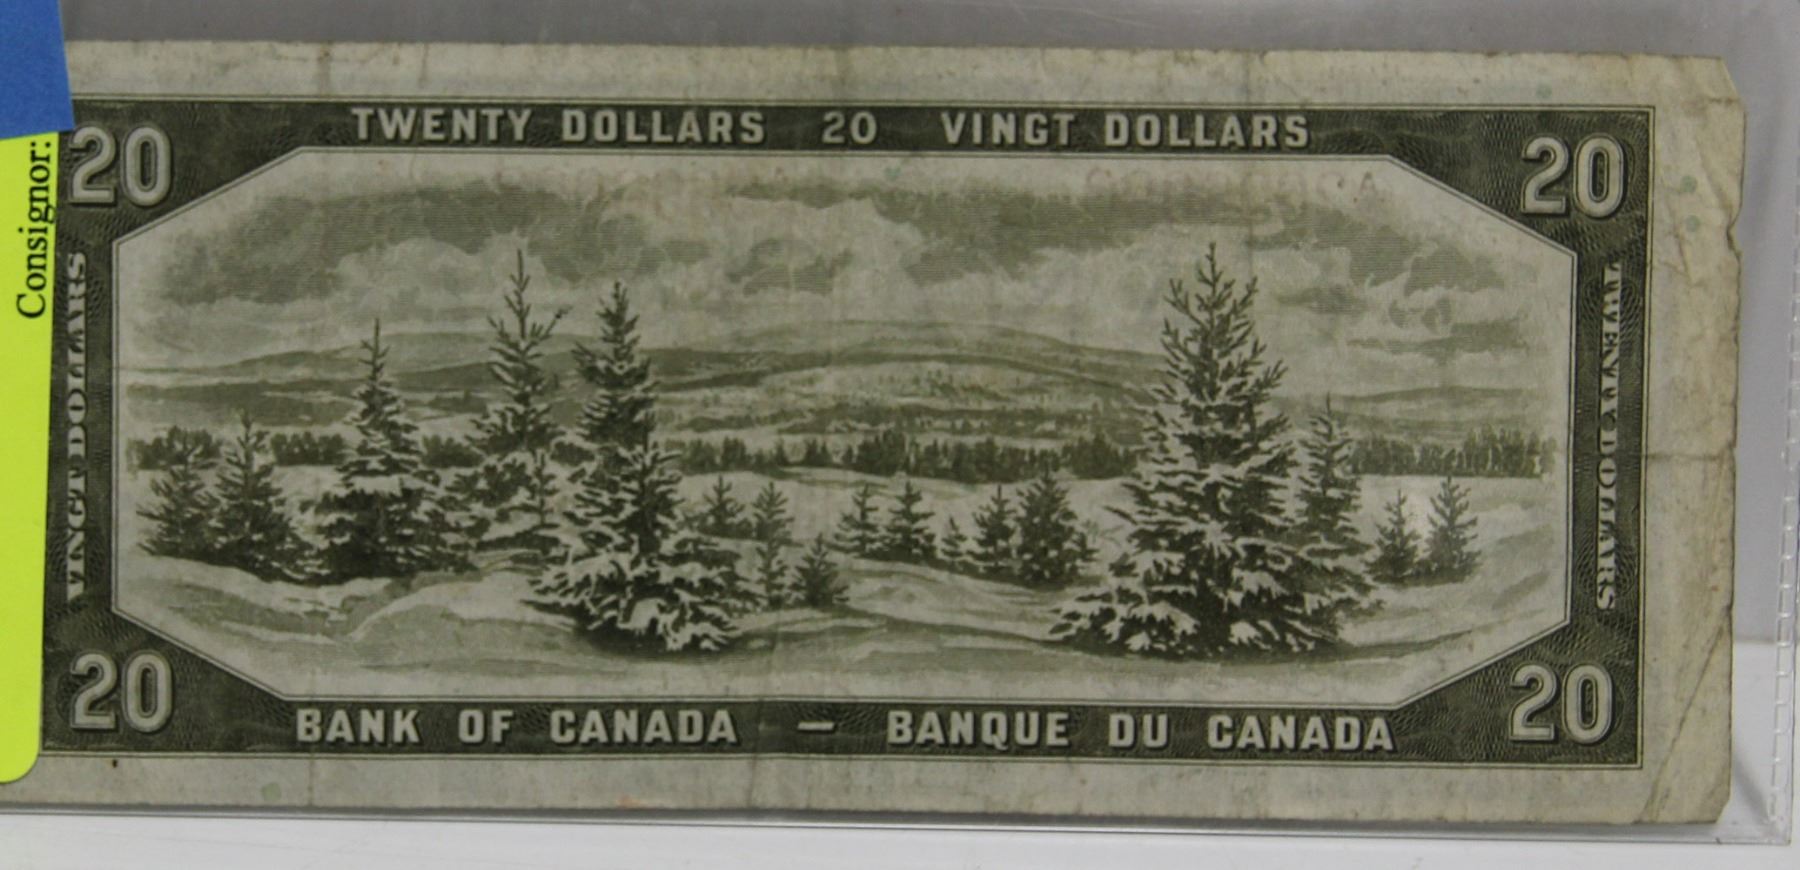 Consignor:
TWENTY DOLLARS 20 VINGT DOLLARS
20
20
VINGT DOLLARS
TWENTY DOLLARS
20
20
BANK OF CANADA — BANQUE DU CANADA